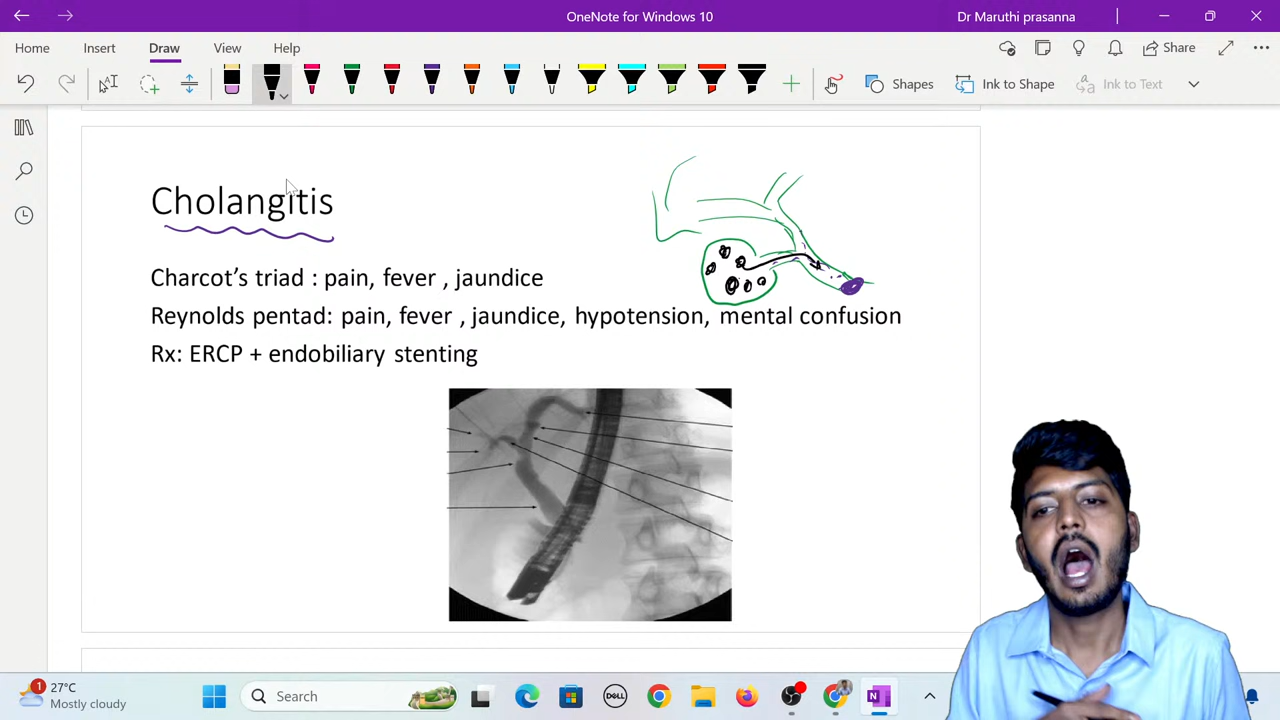 OneNote for Windows 10
Dr Maruthi prasanna
Home
Insert
Draw
View
Help
Share
Shapes
Ink to Shape
Ink to Text
Cholangitis
Charcot’s triad : pain, fever , jaundice
Reynolds pentad: pain, fever , jaundice, hypotension, mental confusion
Rx: ERCP + endobiliary stenting
1
27°C
Mostly cloudy
Search
DELL